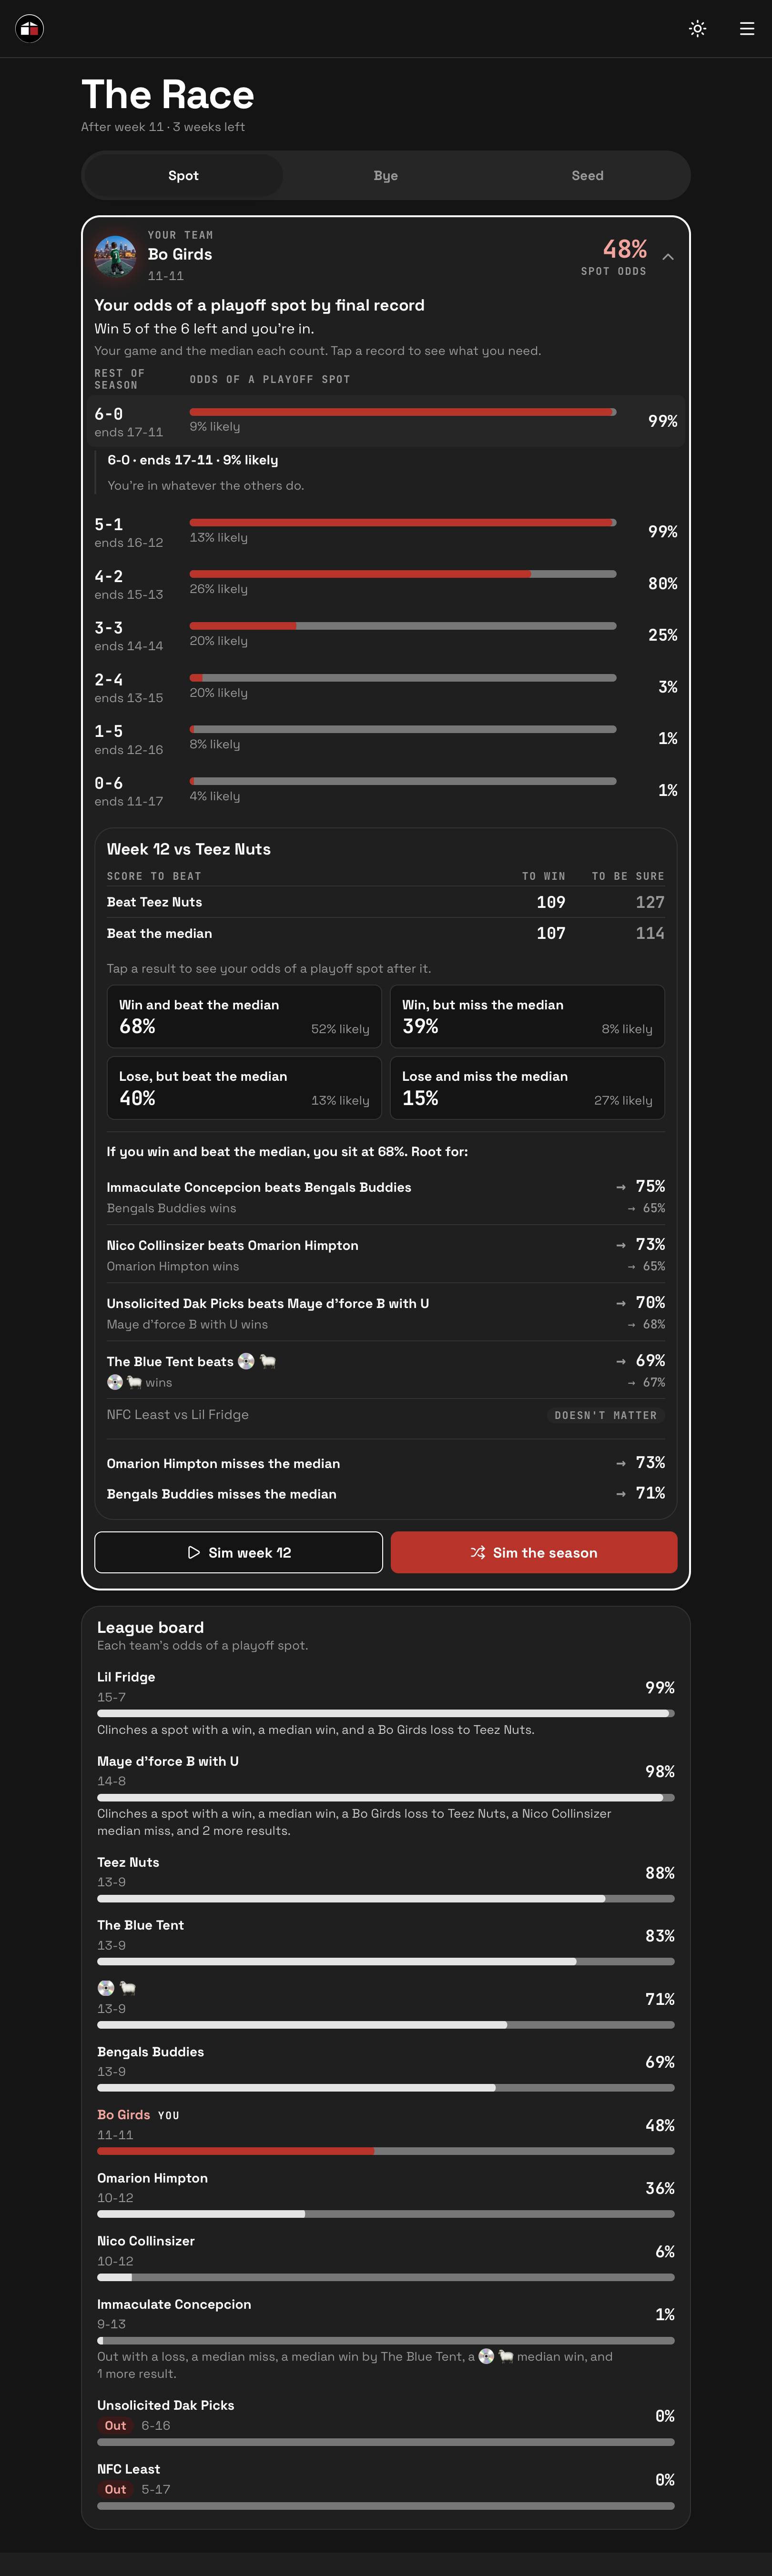 The Race
After week 11 · 3 weeks left
Spot
Bye
Seed
YOUR TEAM
Bo Girds
11-11
48%
SPOT ODDS
Your odds of a playoff spot by final record
Win 5 of the 6 left and you're in.
Your game and the median each count. Tap a record to see what you need.
REST OF
SEASON
ODDS OF A PLAYOFF SPOT
6-0
ends 17-11
9% likely
99%
6-0 · ends 17-11 · 9% likely
You're in whatever the others do.
5-1
ends 16-12
13% likely
99%
4-2
ends 15-13
26% likely
80%
3-3
ends 14-14
20% likely
25%
2-4
ends 13-15
20% likely
3%
1-5
ends 12-16
8% likely
1%
0-6
ends 11-17
4% likely
1%
Week 12 vs Teez Nuts
SCORE TO BEAT TO WIN TO BE SURE
Beat Teez Nuts 109 127
Beat the median 107 114
Tap a result to see your odds of a playoff spot after it.
Win and beat the median
68% 52% likely
Win, but miss the median
39% 8% likely
Lose, but beat the median
40% 13% likely
Lose and miss the median
15% 27% likely
If you win and beat the median, you sit at 68%. Root for:
Immaculate Concepcion beats Bengals Buddies → 75%
Bengals Buddies wins → 65%
Nico Collinsizer beats Omarion Himpton → 73%
Omarion Himpton wins → 65%
Unsolicited Dak Picks beats Maye d'force B with U → 70%
Maye d'force B with U wins → 68%
The Blue Tent beats 💿 🐑 → 69%
💿 🐑 wins → 67%
NFC Least vs Lil Fridge DOESN'T MATTER
Omarion Himpton misses the median → 73%
Bengals Buddies misses the median → 71%
Sim week 12
Sim the season
League board
Each team's odds of a playoff spot.
Lil Fridge
15-7
99%
Clinches a spot with a win, a median win, and a Bo Girds loss to Teez Nuts.
Maye d'force B with U
14-8
98%
Clinches a spot with a win, a median win, a Bo Girds loss to Teez Nuts, a Nico Collinsizer
median miss, and 2 more results.
Teez Nuts
13-9
88%
The Blue Tent
13-9
83%
💿 🐑
13-9
71%
Bengals Buddies
13-9
69%
Bo Girds YOU
11-11
48%
Omarion Himpton
10-12
36%
Nico Collinsizer
10-12
6%
Immaculate Concepcion
9-13
1%
Out with a loss, a median miss, a median win by The Blue Tent, a 💿 🐑 median win, and
1 more result.
Unsolicited Dak Picks
Out 6-16
0%
NFC Least
Out 5-17
0%